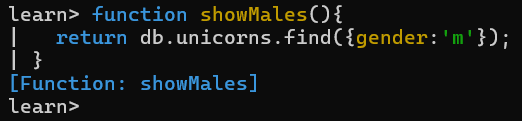 learn> function showMales(){
|   return db.unicorns.find({gender:'m'});
| }
[Function: showMales]
learn>